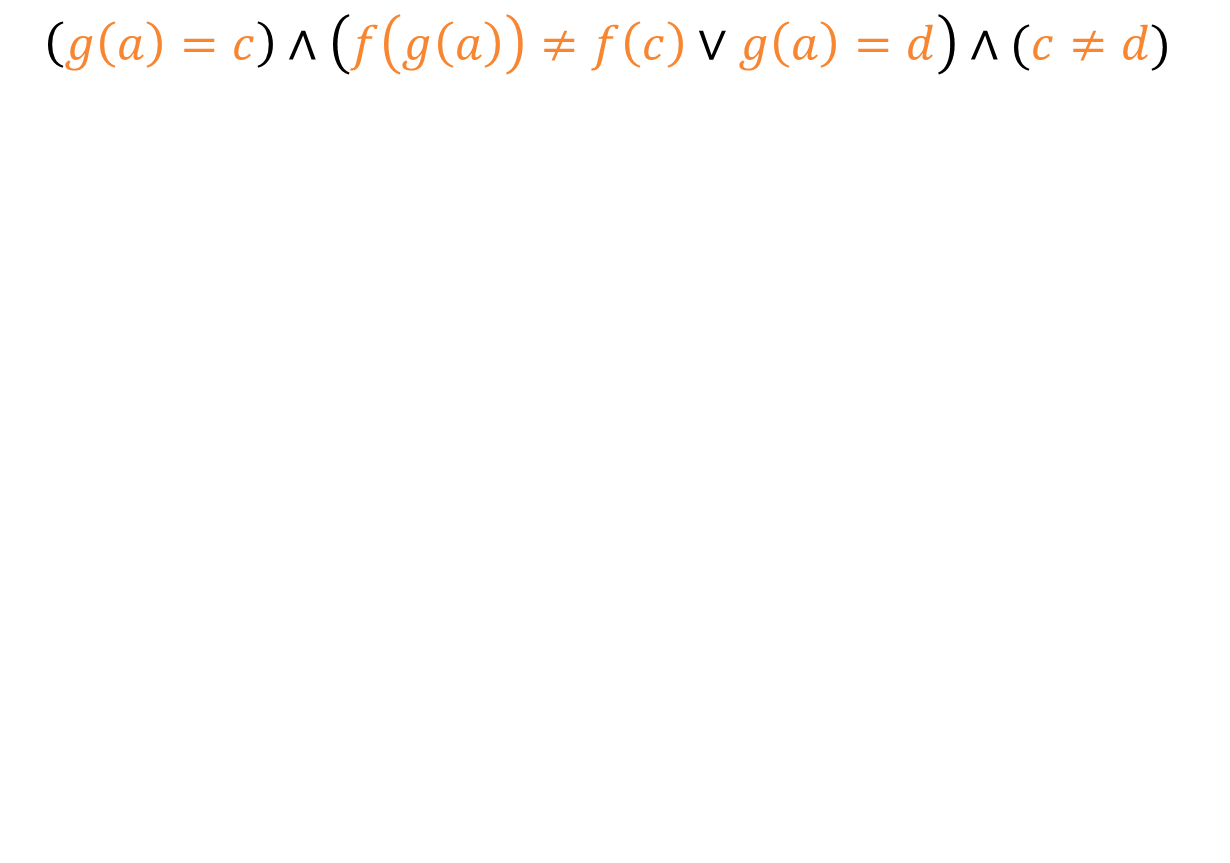 (g(a) = c) ∧ (f(g(a)) ≠ f(c) ∨ g(a) = d) ∧ (c ≠ d)